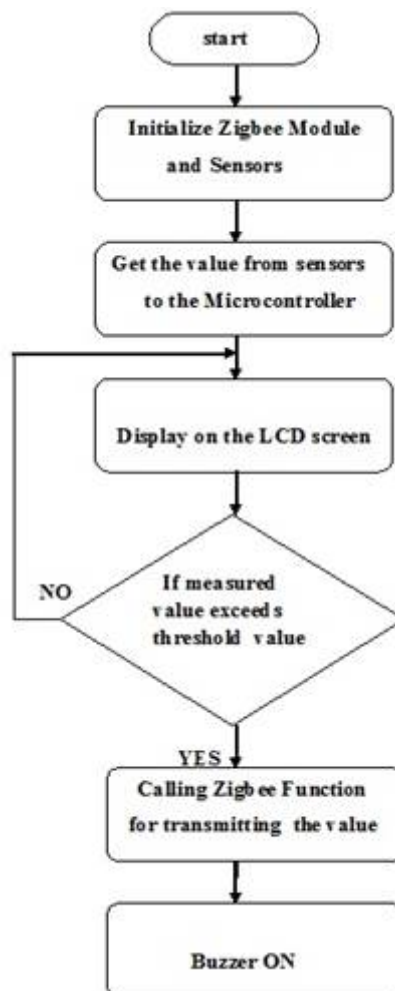 start
Initialize Zigbee Module
and Sensors
Get the value from sensors
to the Microcontroller
Display on the LCD screen
If measured
value exceeds
threshold value
NO
YES
Calling Zigbee Function
for transmitting the value
Buzzer ON